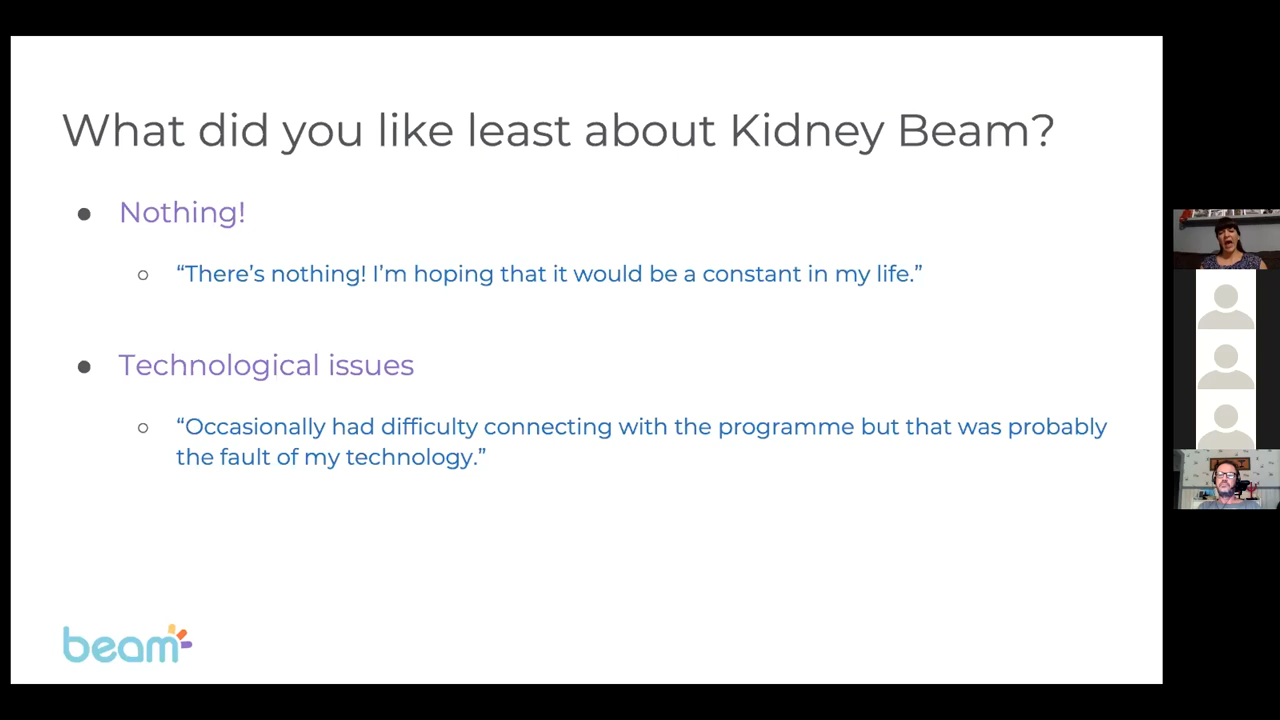 What did you like least about Kidney Beam?
● Nothing!
○ “There’s nothing! I’m hoping that it would be a constant in my life.”
● Technological issues
○ “Occasionally had difficulty connecting with the programme but that was probably
the fault of my technology.”
beam